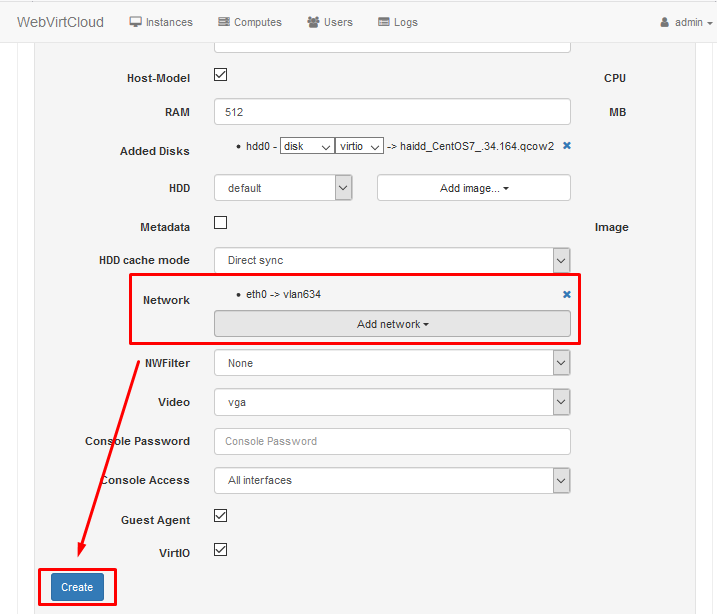 WebVirtCloud Instances Computes Users Logs admin
Host-Model CPU
RAM 512 MB
Added Disks • hdd0 - disk virtio -> haidd_CentOS7_.34.164.qcow2 ×
HDD default Add image...
Metadata Image
HDD cache mode Direct sync
Network • eth0 -> vlan634 ×
Add network
NWFilter None
Video vga
Console Password Console Password
Console Access All interfaces
Guest Agent
VirtIO
Create